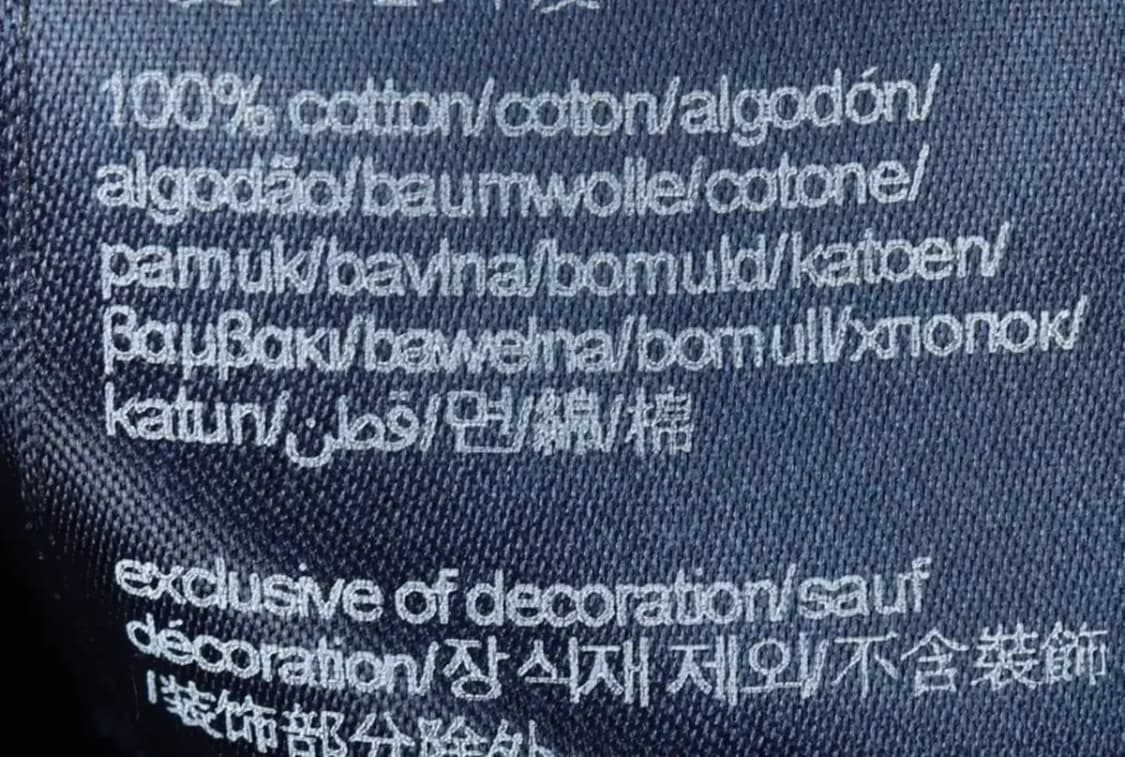 100% cotton/coton/algodón/
algodão/baumwolle/cotone/
pamuk/bavlna/bomuld/katoen/
βαμβακι/bawełna/bomull/хлопок/
katun/قطن/면/綿/棉
exclusive of decoration/sauf
décoration/장식재 제외/不含裝飾
/装饰部分除外